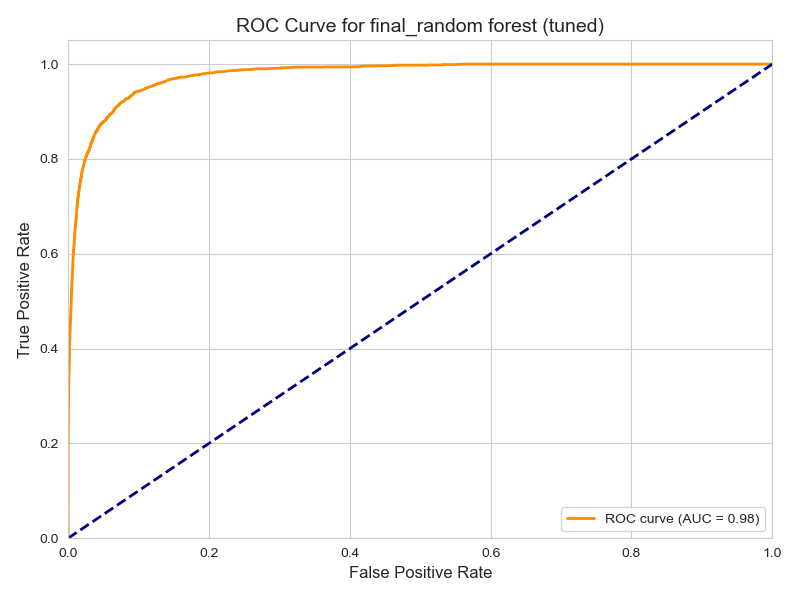 ROC Curve for final_random forest (tuned)
True Positive Rate
1.0
0.8
0.6
0.4
0.2
0.0
0.0 0.2 0.4 0.6 0.8 1.0
False Positive Rate
ROC curve (AUC = 0.98)